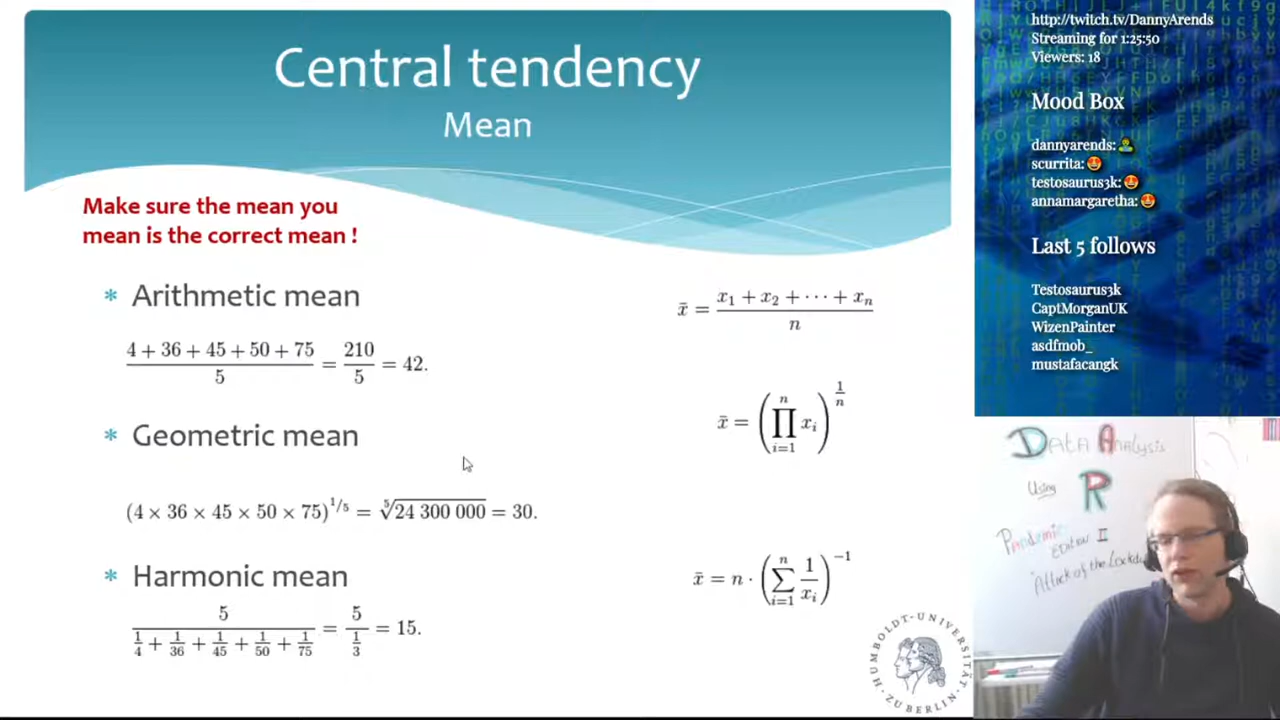 Central tendency
Mean
Make sure the mean you
mean is the correct mean !
* Arithmetic mean
x̄ = (x₁ + x₂ + ⋯ + xₙ) / n
(4 + 36 + 45 + 50 + 75) / 5 = 210 / 5 = 42.
* Geometric mean
x̄ = (∏ᵢ₌₁ⁿ xᵢ)^(1/n)
(4 × 36 × 45 × 50 × 75)^1/5 = ⁵√24 300 000 = 30.
* Harmonic mean
x̄ = n · (∑ᵢ₌₁ⁿ 1/xᵢ)⁻¹
5 / (1/4 + 1/36 + 1/45 + 1/50 + 1/75) = 5 / (1/3) = 15.
HUMBOLDT-UNIVERSITÄT
ZU BERLIN
http://twitch.tv/DannyArends
Streaming for 1:25:50
Viewers: 18
Mood Box
dannyarends:
scurrita:
testosaurus3k:
annamargaretha:
Last 5 follows
Testosaurus3k
CaptMorganUK
WizenPainter
asdfmob_
mustafacangk
Data Analysis
Using R
Pandemic
Edition II
Attack of the